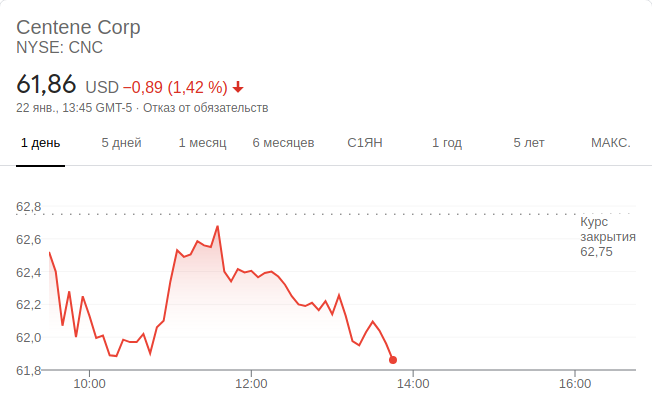 Centene Corp
NYSE: CNC
61,86 USD −0,89 (1,42 %)
22 янв., 13:45 GMT-5 · Отказ от обязательств
1 день 5 дней 1 месяц 6 месяцев С1ЯН 1 год 5 лет МАКС.
62,8
Курс
закрытия
62,75
62,6
62,4
62,2
62,0
61,8
10:00 12:00 14:00 16:00